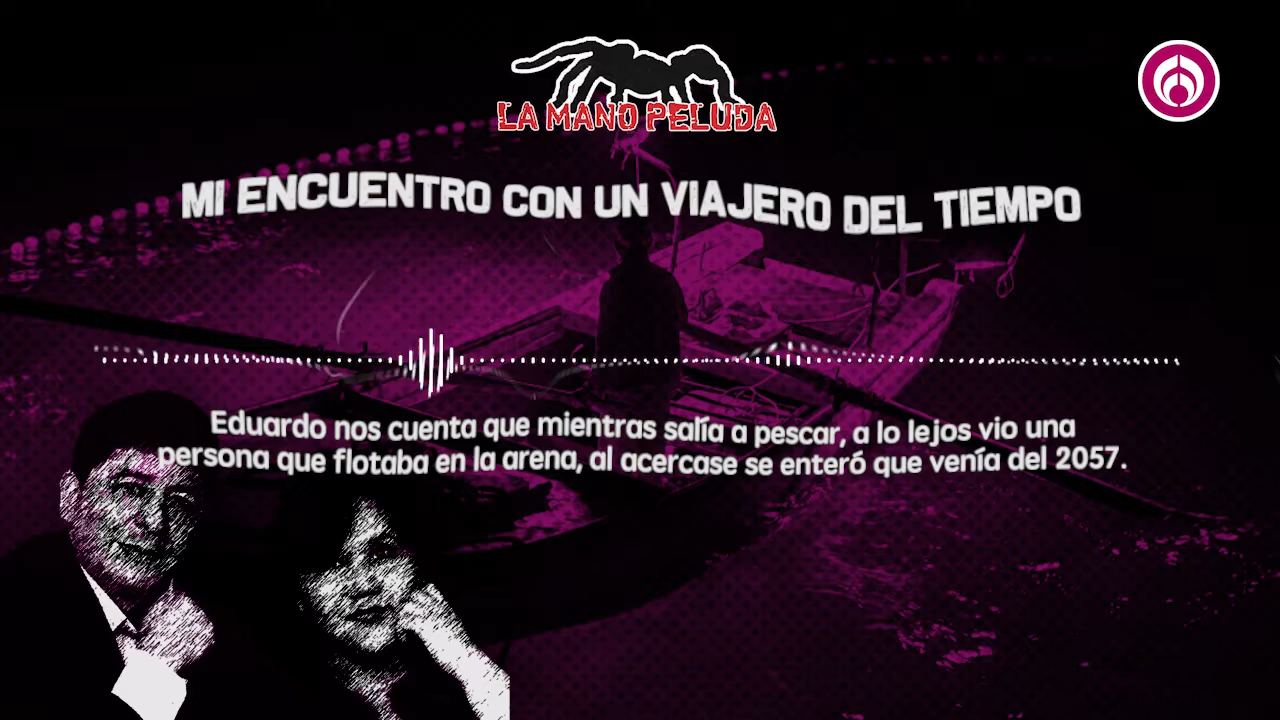 LA MANO PELUDA
MI ENCUENTRO CON UN VIAJERO DEL TIEMPO
Eduardo nos cuenta que mientras salía a pescar, a lo lejos vio una
persona que flotaba en la arena, al acercase se enteró que venía del 2057.